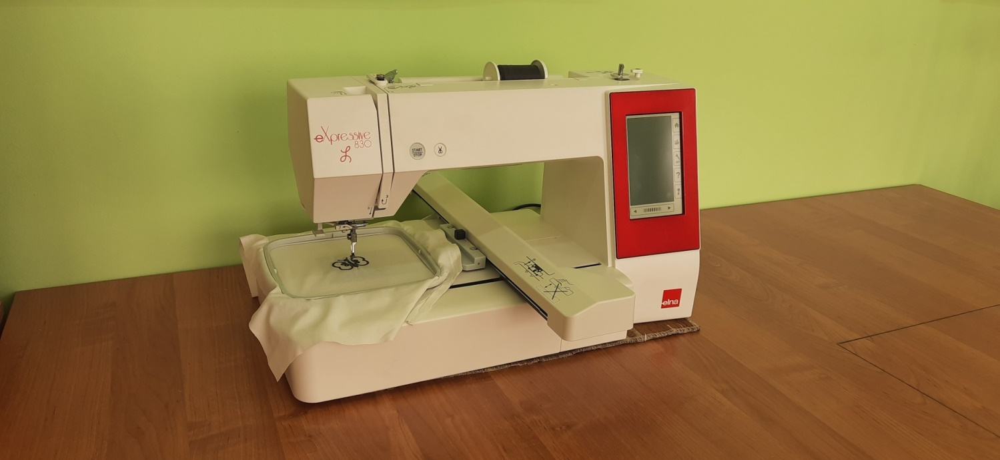 eXpressive
830
L
START
STOP
?
elna